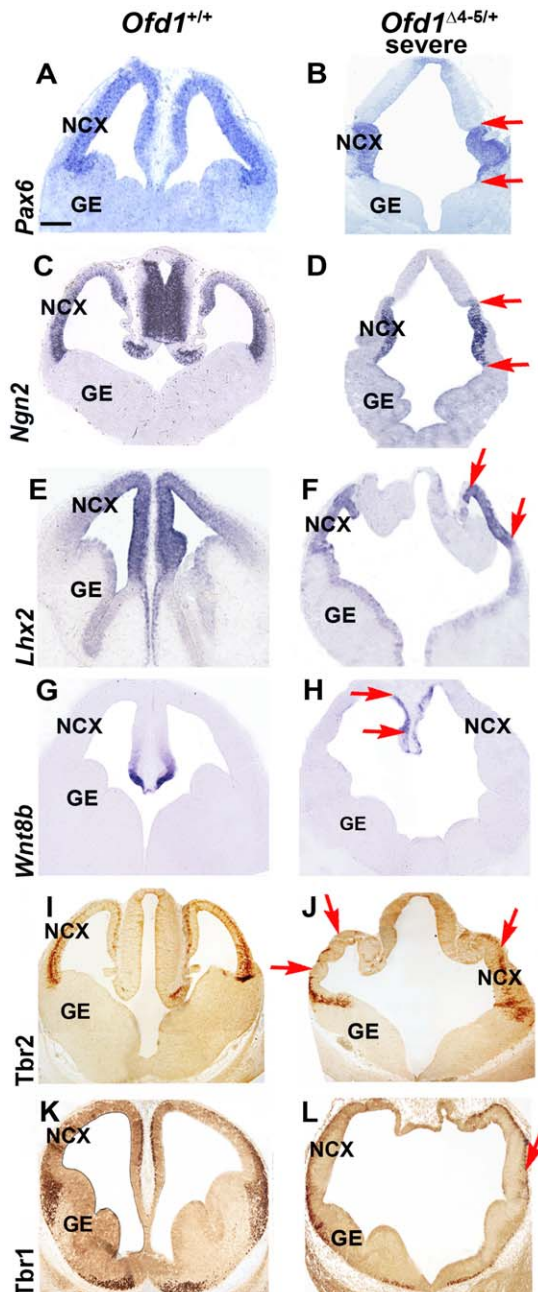 Ofd1+/+ Ofd1Δ4-5/+
severe
A B
NCX NCX
GE GE
Pax6
C D
NCX NCX
GE GE
Ngn2
E F
NCX NCX
GE GE
Lhx2
G H
NCX NCX
GE GE
Wnt8b
I J
NCX NCX
GE GE
Tbr2
K L
NCX NCX
GE GE
Tbr1